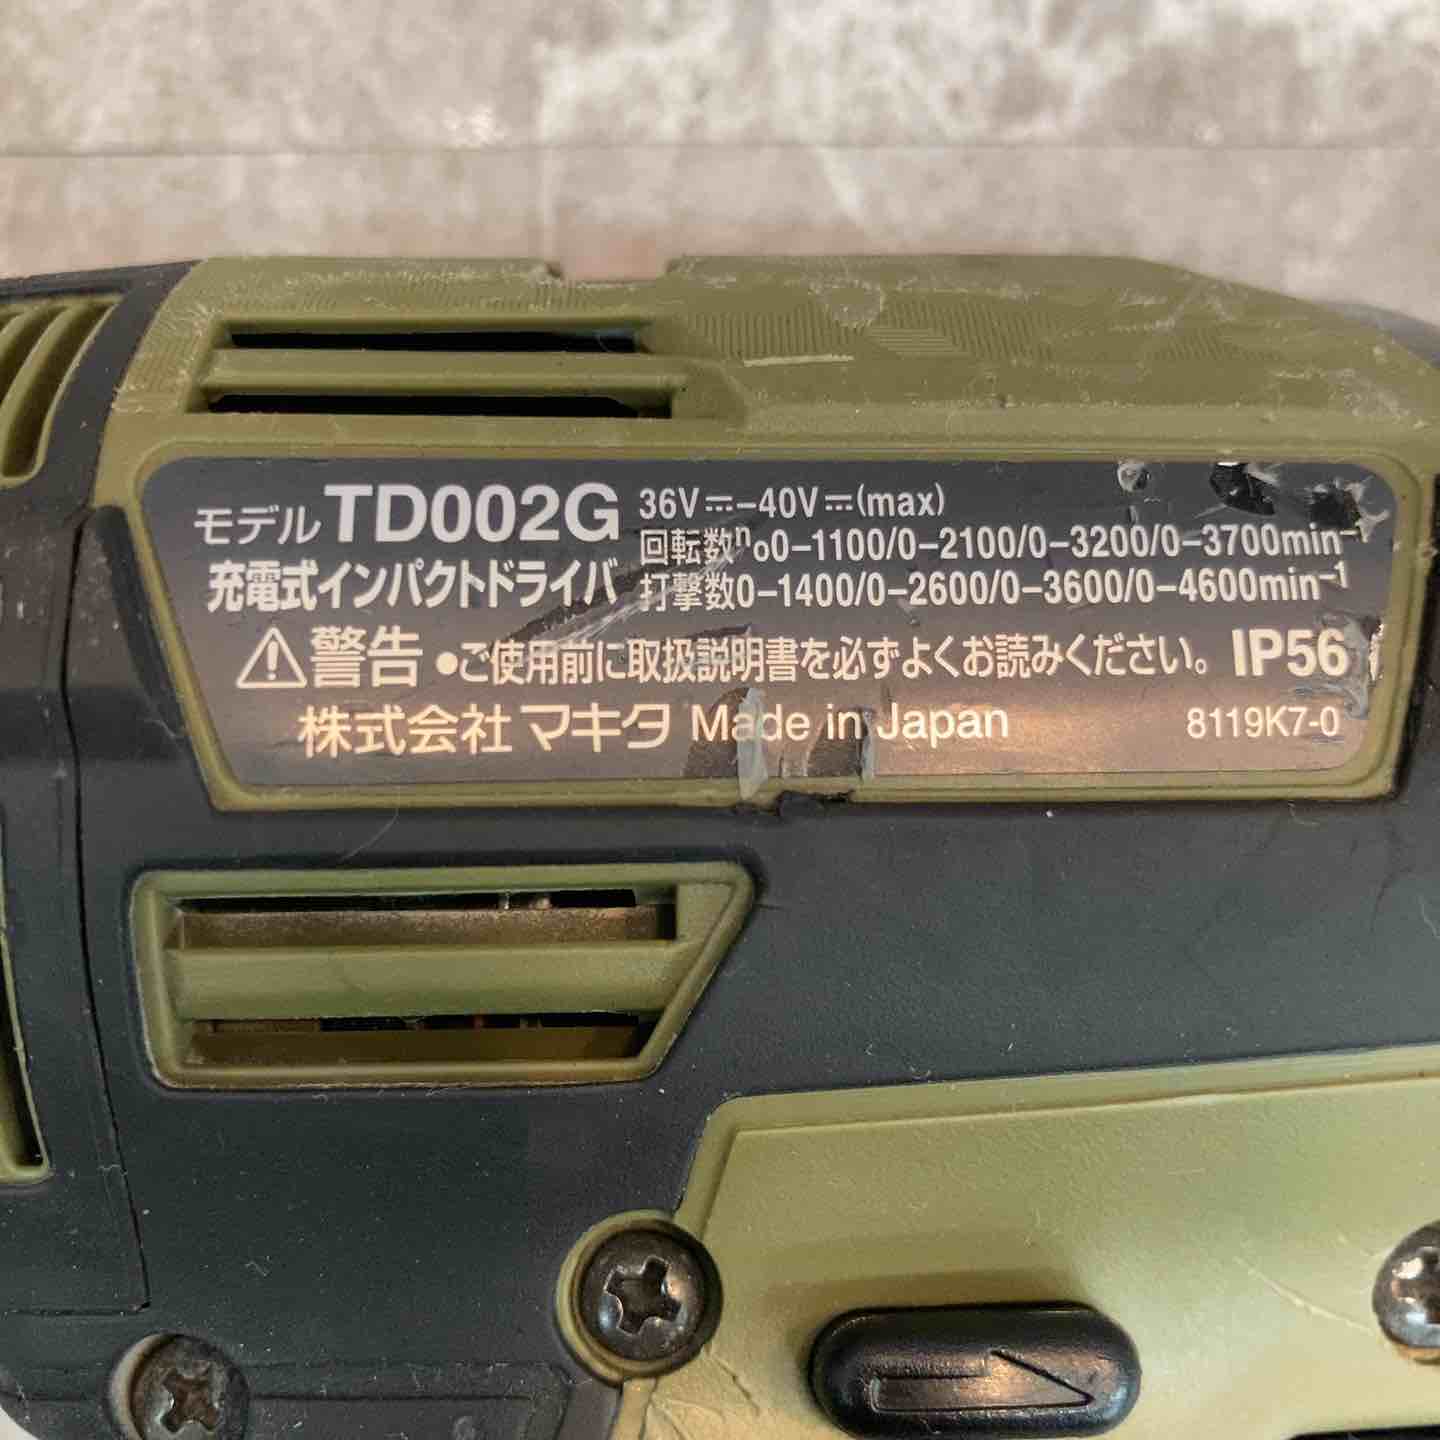 モデル TD002G 36V⎓-40V⎓(max)
回転数n₀0-1100/0-2100/0-3200/0-3700min⁻¹
充電式インパクトドライバ 打撃数0-1400/0-2600/0-3600/0-4600min⁻¹
⚠警告 ●ご使用前に取扱説明書を必ずよくお読みください。 IP56
株式会社マキタ Made in Japan 8119K7-0